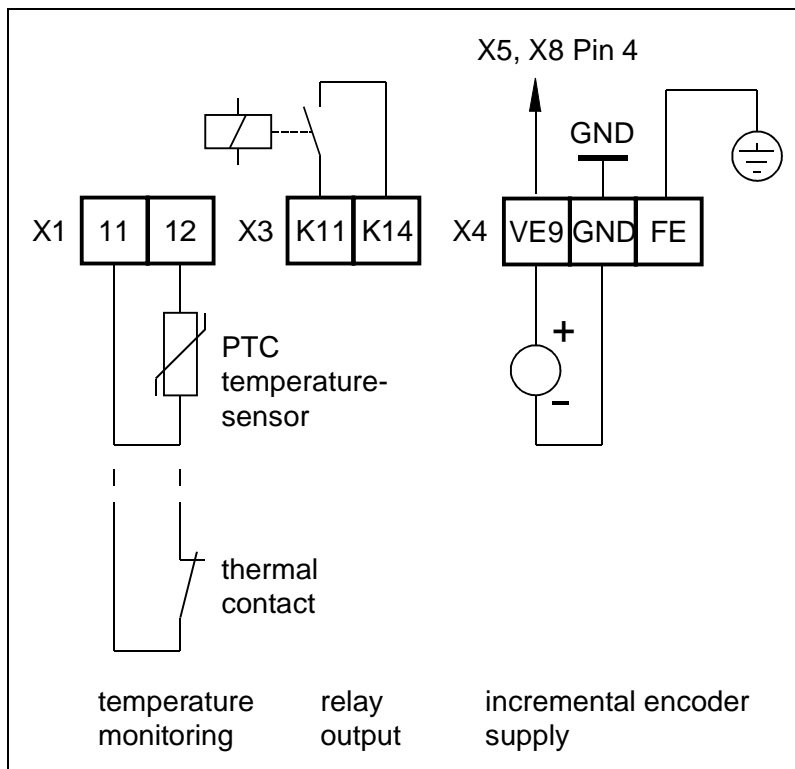 X5, X8 Pin 4
GND
X1 11 12 X3 K11 K14 X4 VE9 GND FE
PTC
temperature-
sensor
+
−
thermal
contact
temperature
monitoring
relay
output
incremental encoder
supply